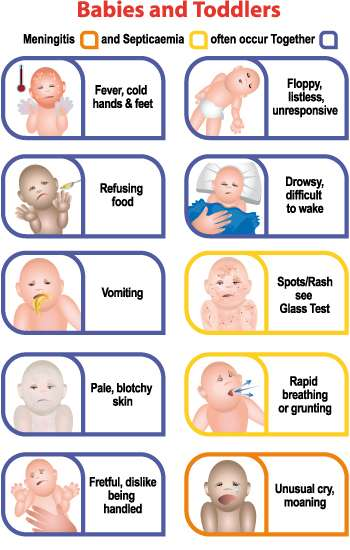 Babies and Toddlers
Meningitis and Septicaemia often occur Together
Fever, cold
hands & feet
Floppy,
listless,
unresponsive
Refusing
food
Drowsy,
difficult
to wake
Vomiting
Spots/Rash
see
Glass Test
Pale, blotchy
skin
Rapid
breathing
or grunting
Fretful, dislike
being
handled
Unusual cry,
moaning